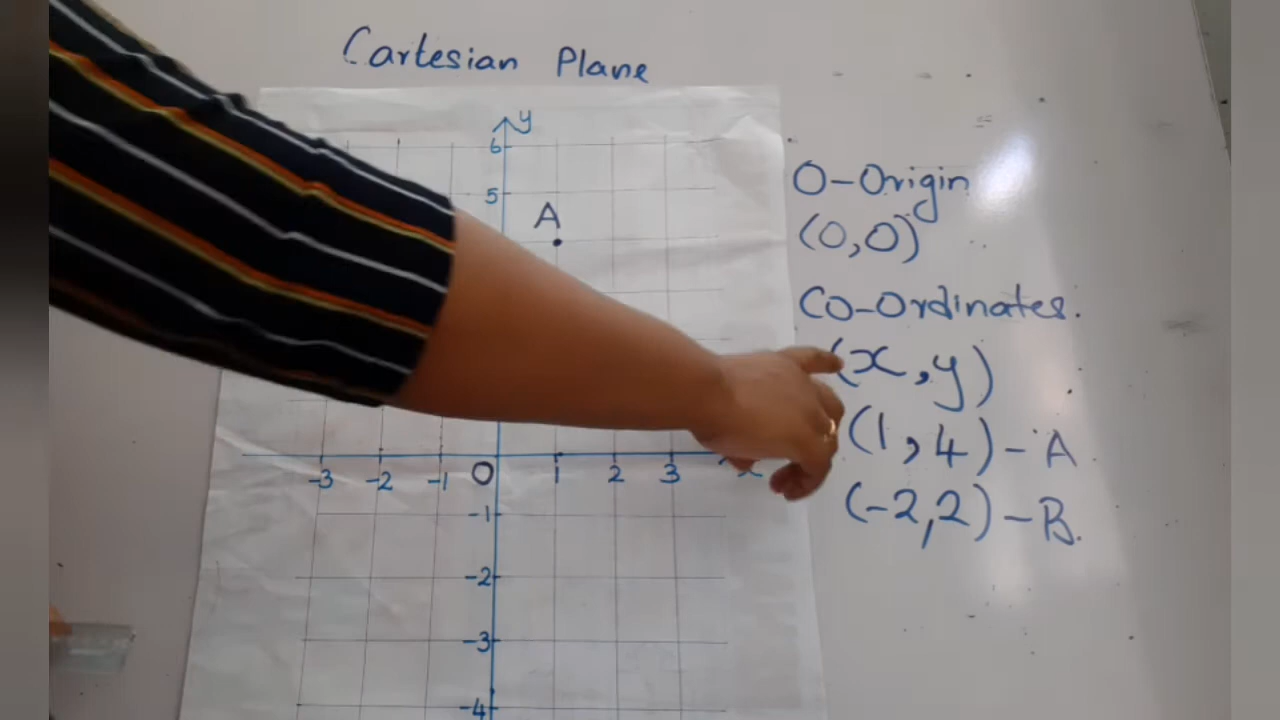 Cartesian Plane
y
6
5
A
O-Origin
(0,0)
CO-Ordinates.
(x,y)
(1,4)-A
(-2,2)-B.
-3 -2 -1 O 1 2 3 x
-1
-2
-3
-4